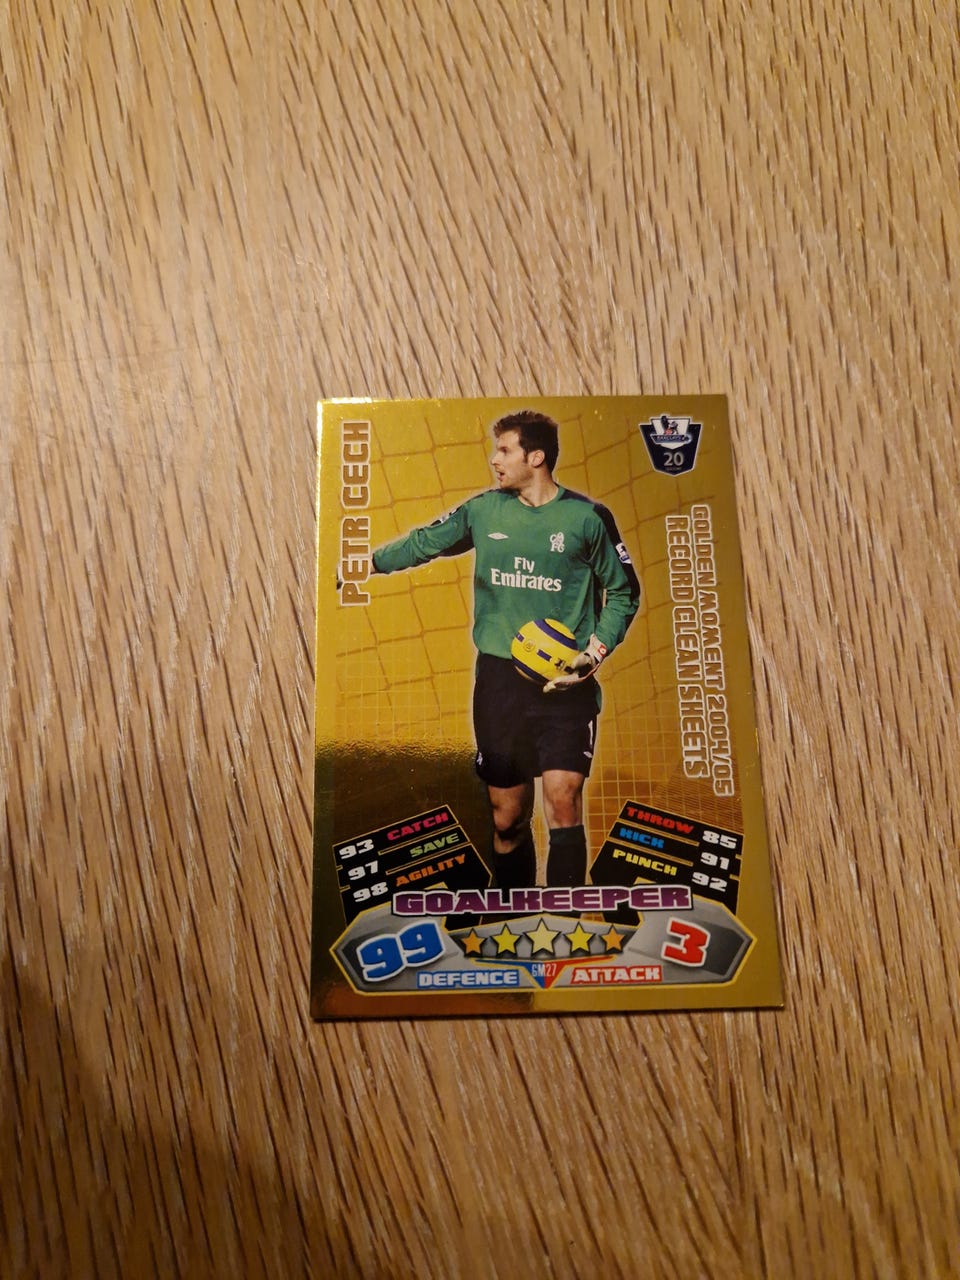 PETR CECH
20
GOLDEN MOMENT 2004/05
RECORD CLEAN SHEETS
Fly
Emirates
1
93 CATCH
97 SAVE
98 AGILITY
THROW 85
KICK 91
PUNCH 92
GOALKEEPER
99
3
DEFENCE
GM27
ATTACK